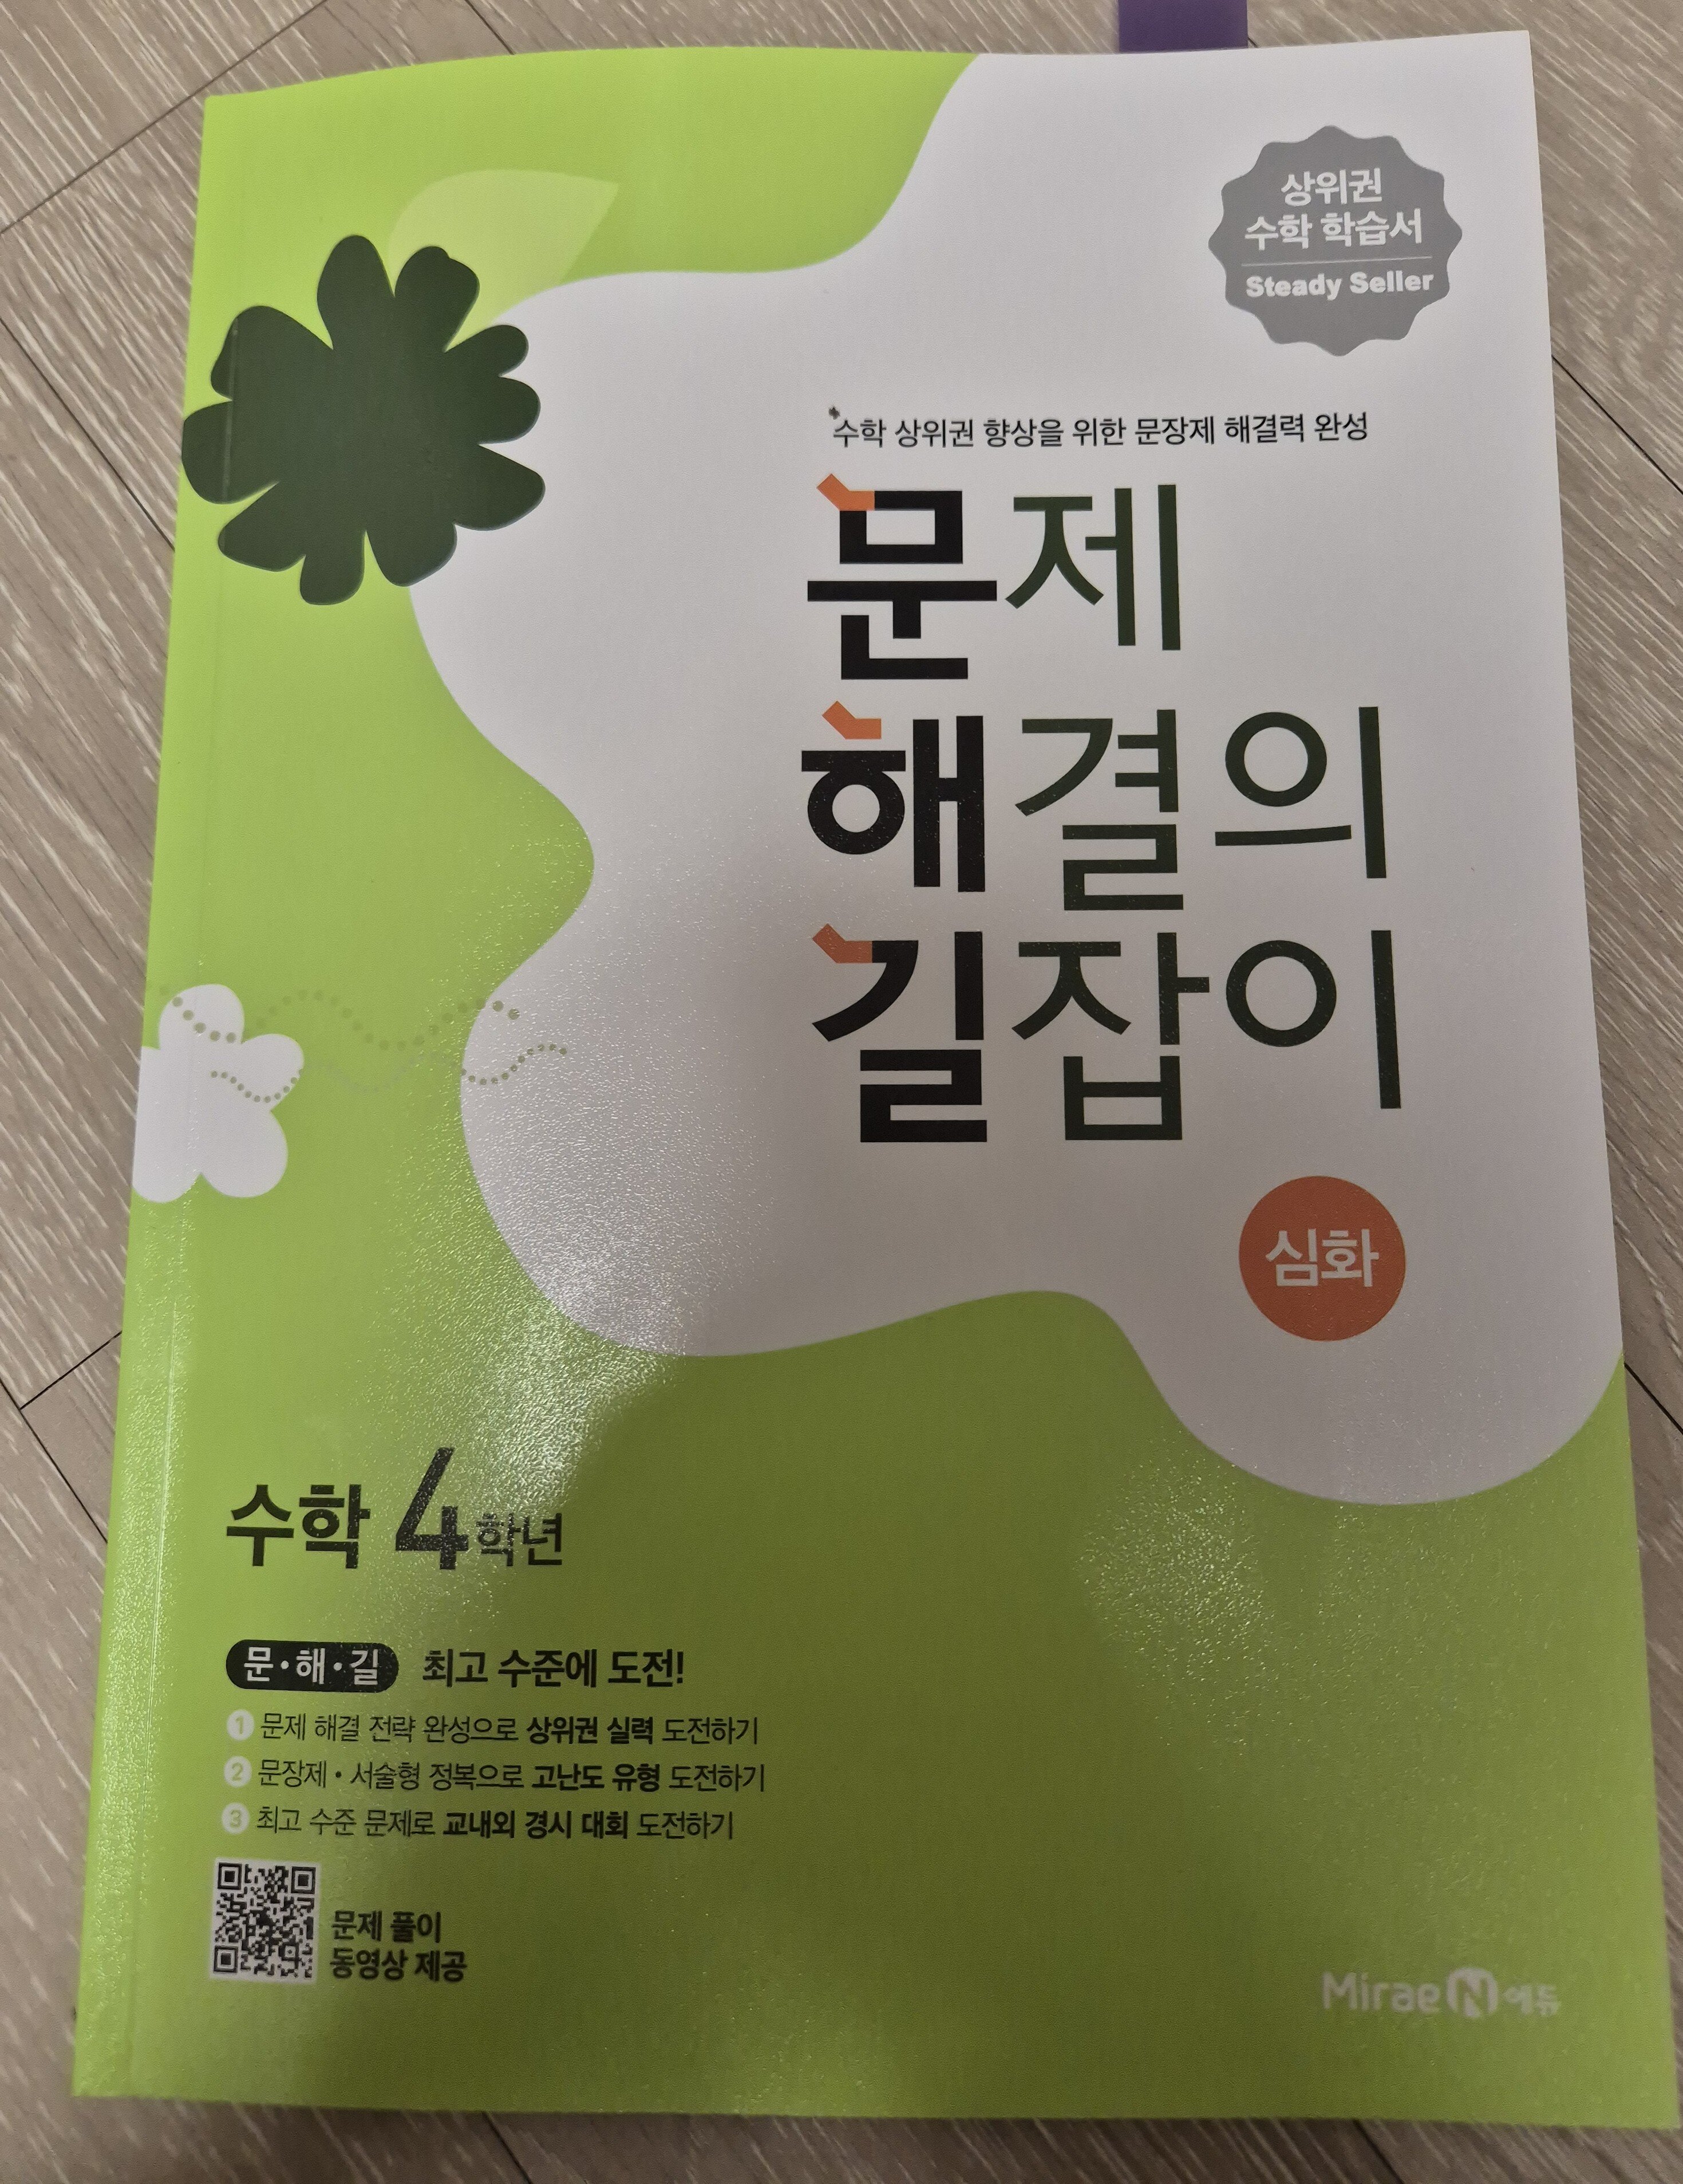 상위권
수학 학습서
Steady Seller
수학 상위권 향상을 위한 문장제 해결력 완성
문제
해결의
길잡이
심화
수학 4학년
문·해·길 최고 수준에 도전!
1 문제 해결 전략 완성으로 상위권 실력 도전하기
2 문장제·서술형 정복으로 고난도 유형 도전하기
3 최고 수준 문제로 교내외 경시 대회 도전하기
문제 풀이
동영상 제공
Mirae N 에듀